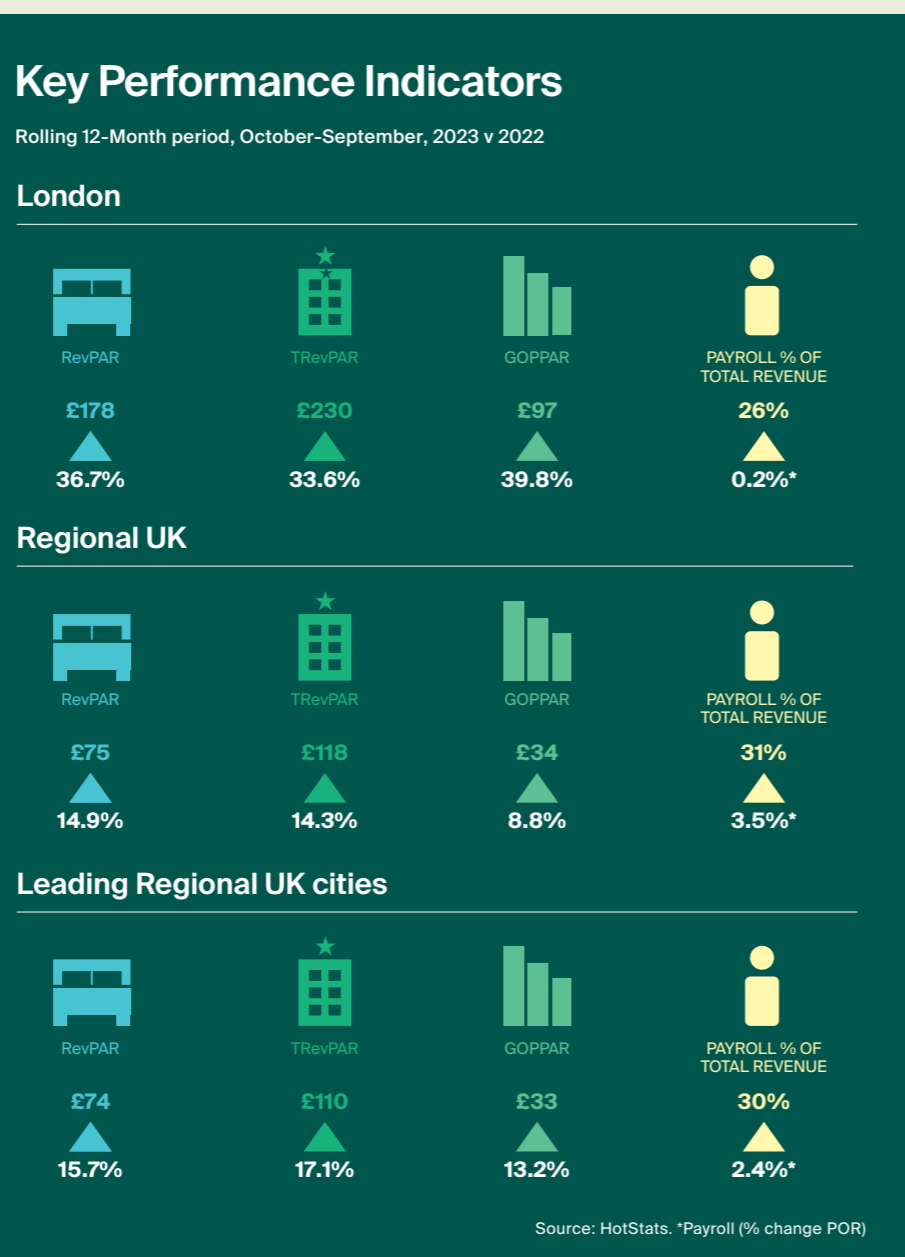 Key Performance Indicators
Rolling 12-Month period, October-September, 2023 v 2022
London
RevPAR
TRevPAR
GOPPAR
PAYROLL % OF
TOTAL REVENUE
£178
£230
£97
26%
36.7%
33.6%
39.8%
0.2%*
Regional UK
RevPAR
TRevPAR
GOPPAR
PAYROLL % OF
TOTAL REVENUE
£75
£118
£34
31%
14.9%
14.3%
8.8%
3.5%*
Leading Regional UK cities
RevPAR
TRevPAR
GOPPAR
PAYROLL % OF
TOTAL REVENUE
£74
£110
£33
30%
15.7%
17.1%
13.2%
2.4%*
Source: HotStats. *Payroll (% change POR)